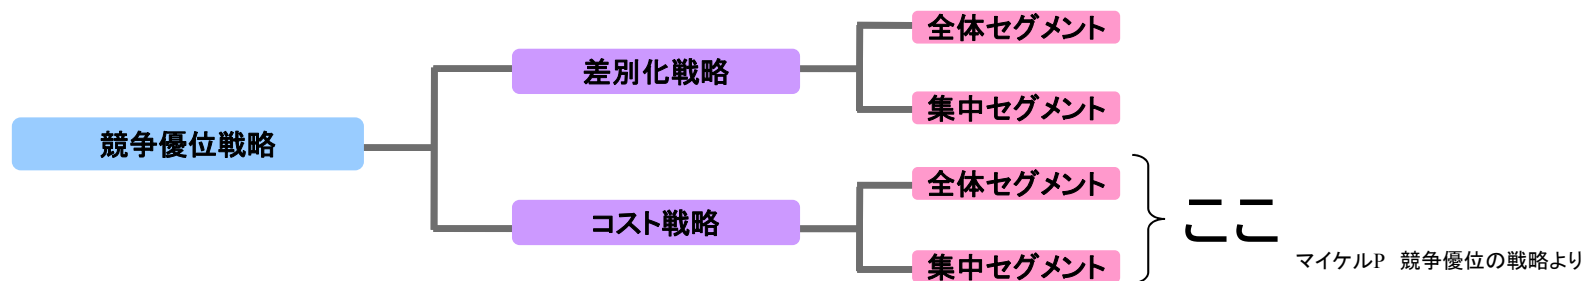 全体セグメント
差別化戦略
集中セグメント
競争優位戦略
全体セグメント
コスト戦略
ここ
集中セグメント
マイケルP 競争優位の戦略より